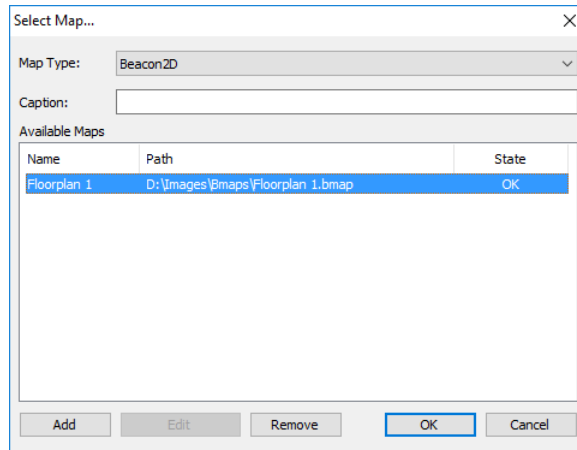 Select Map...
Map Type: Beacon2D
Caption:
Available Maps
Name Path State
Floorplan 1 D:\Images\Bmaps\Floorplan 1.bmap OK
Add Edit Remove OK Cancel